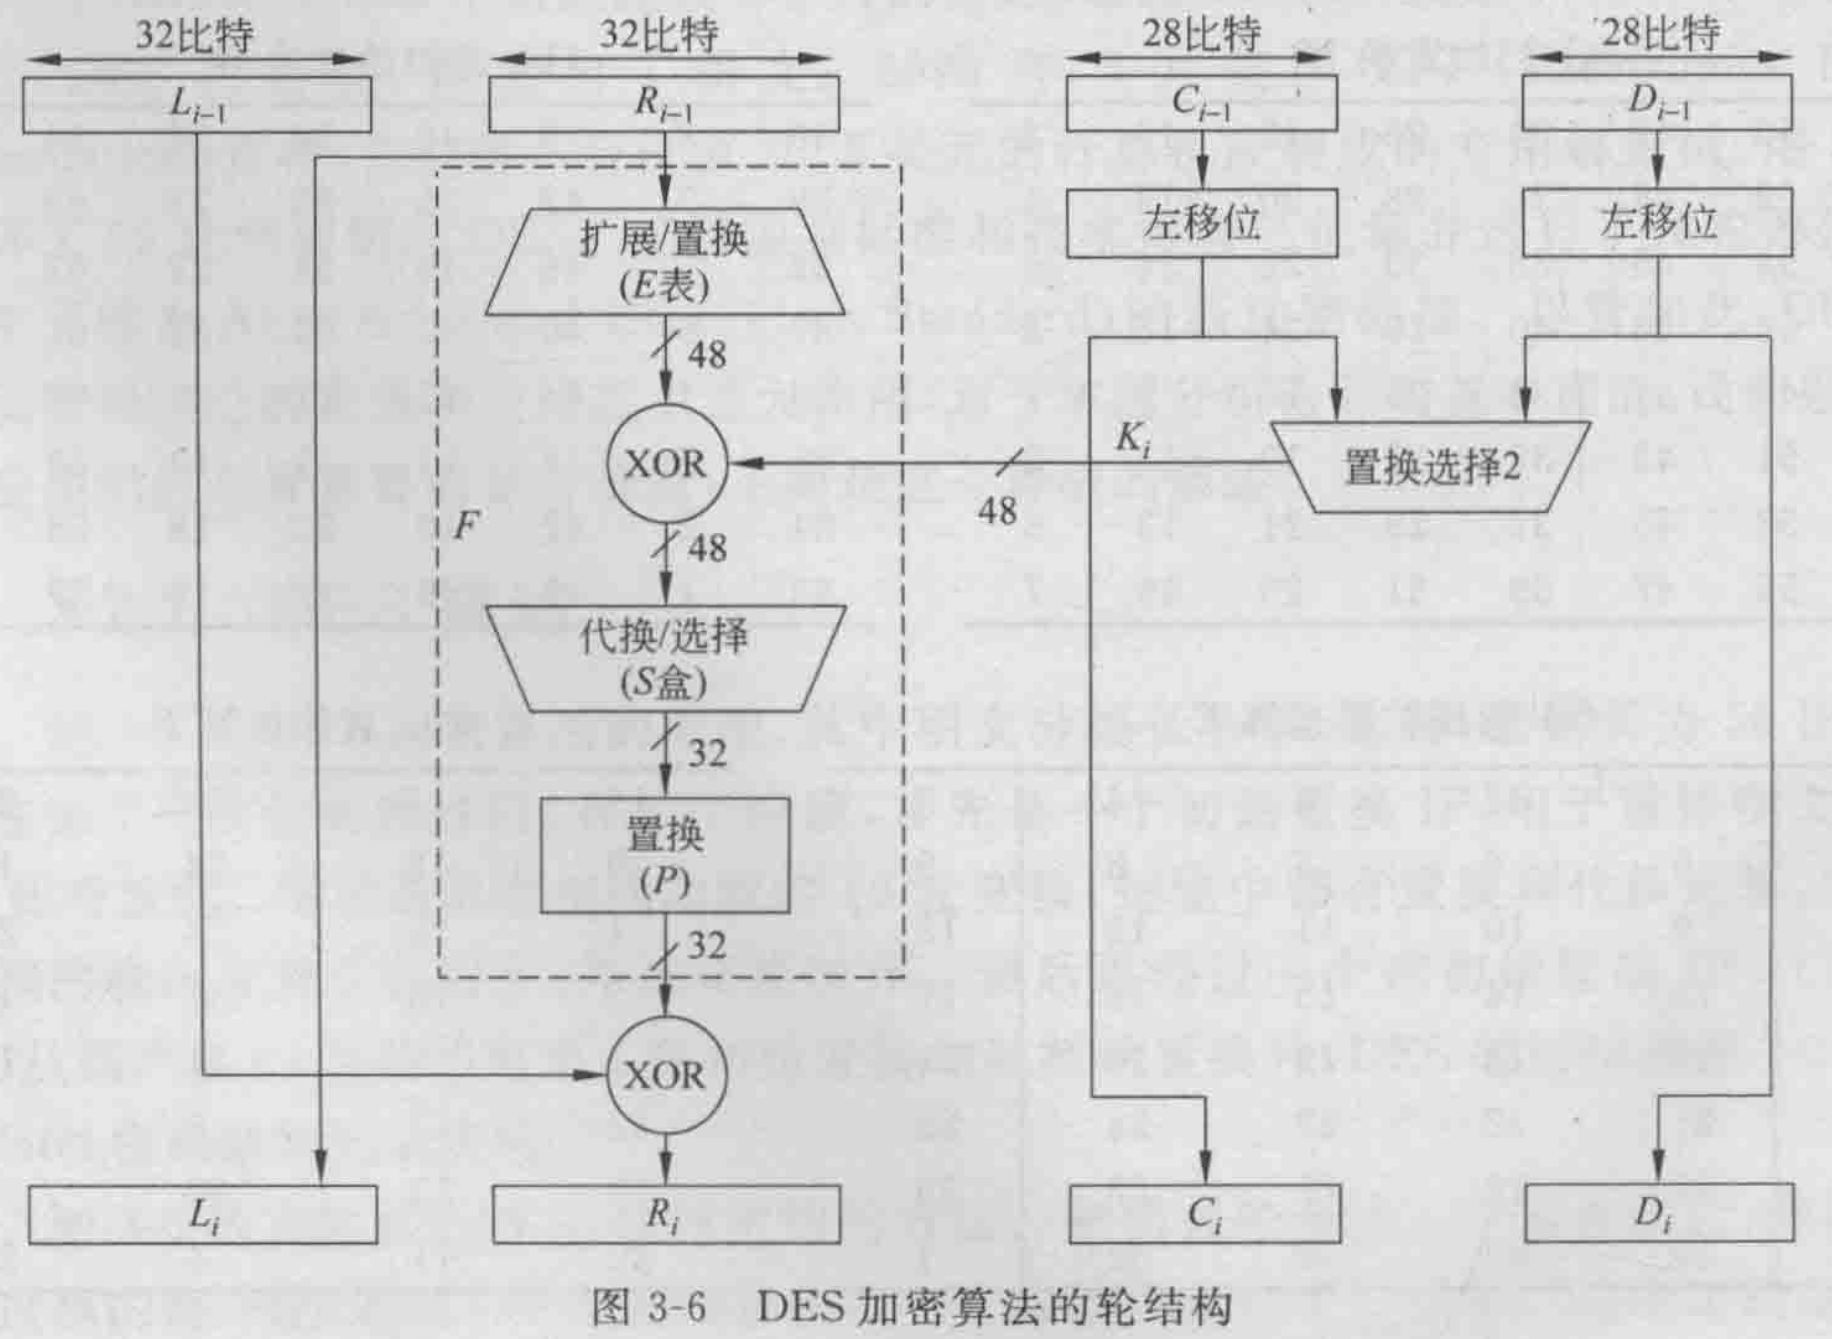 32比特 32比特 28比特 28比特
L_{i-1} R_{i-1} C_{i-1} D_{i-1}
扩展/置换
(E表)
左移位 左移位
48
XOR
K_i
置换选择2
48
F
48
代换/选择
(S盒)
32
置换
(P)
32
XOR
L_i R_i C_i D_i
图 3-6 DES 加密算法的轮结构